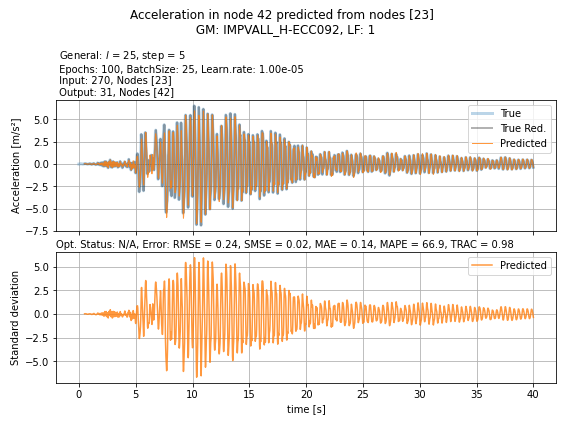 Acceleration in node 42 predicted from nodes [23]
GM: IMPVALL_H-ECC092, LF: 1
General: l = 25, step = 5
Epochs: 100, BatchSize: 25, Learn.rate: 1.00e-05
Input: 270, Nodes [23]
Output: 31, Nodes [42]
Acceleration [m/s²]
5.0
2.5
0.0
−2.5
−5.0
−7.5
True
True Red.
Predicted
Opt. Status: N/A, Error: RMSE = 0.24, SMSE = 0.02, MAE = 0.14, MAPE = 66.9, TRAC = 0.98
Standard deviation
5.0
2.5
0.0
−2.5
−5.0
Predicted
0 5 10 15 20 25 30 35 40
time [s]